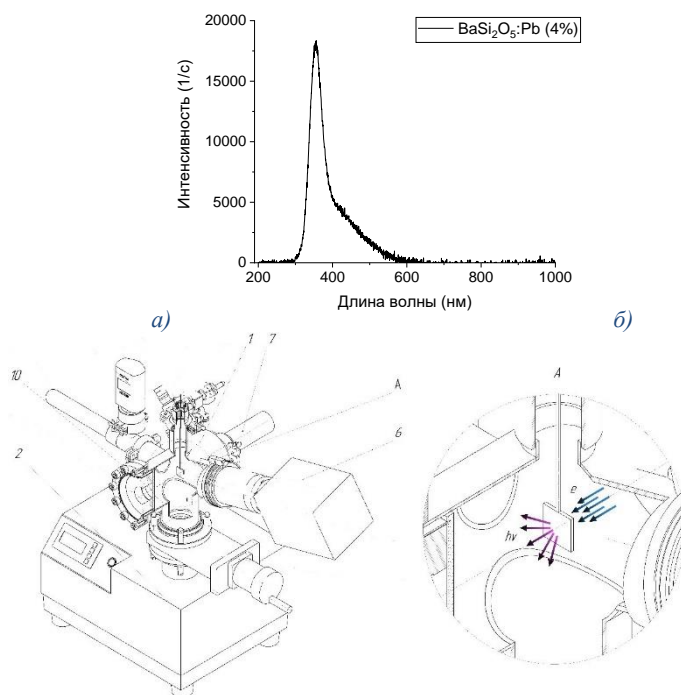 BaSi₂O₅:Pb (4%)
20000
15000
10000
5000
0
Интенсивность (1/с)
200 400 600 800 1000
Длина волны (нм)
а) б)
1 7 А
10 А
2 6
e
hν